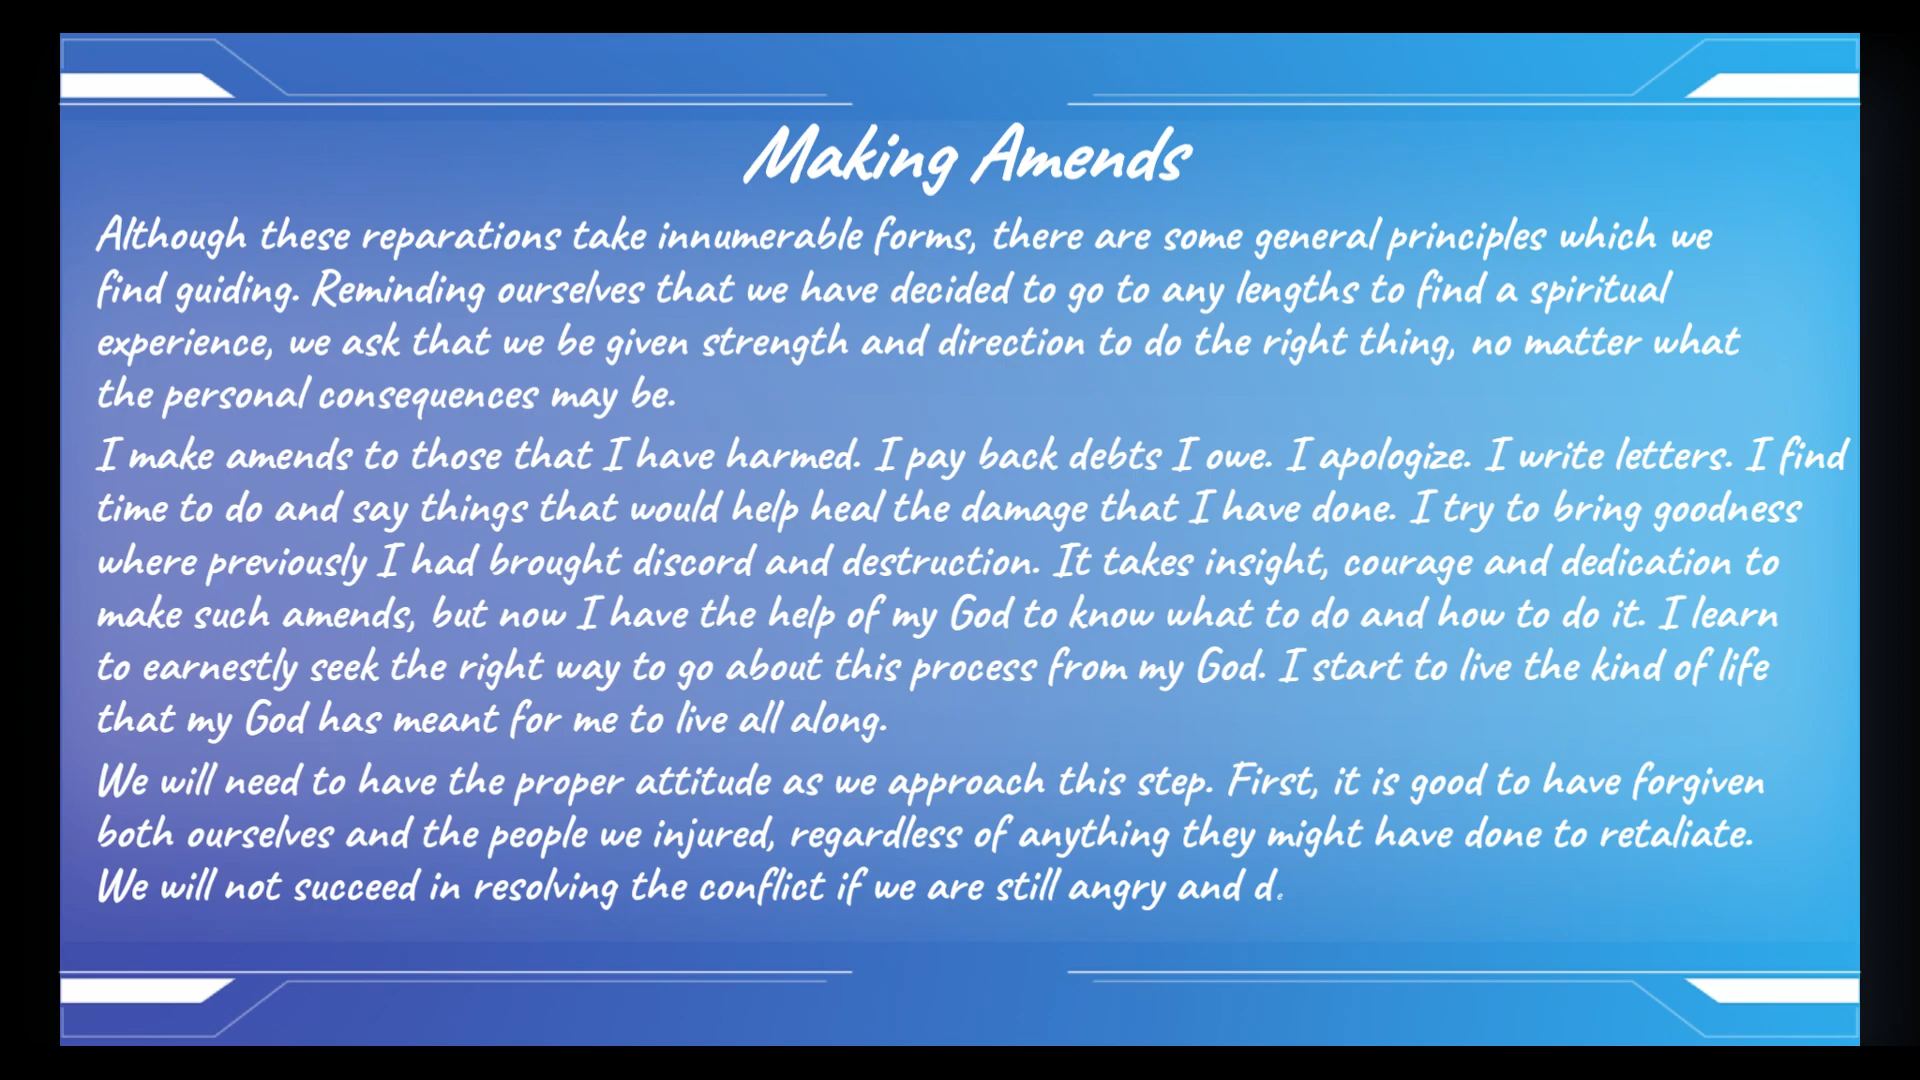 Making Amends
Although these reparations take innumerable forms, there are some general principles which we
find guiding. Reminding ourselves that we have decided to go to any lengths to find a spiritual
experience, we ask that we be given strength and direction to do the right thing, no matter what
the personal consequences may be.
I make amends to those that I have harmed. I pay back debts I owe. I apologize. I write letters. I find
time to do and say things that would help heal the damage that I have done. I try to bring goodness
where previously I had brought discord and destruction. It takes insight, courage and dedication to
make such amends, but now I have the help of my God to know what to do and how to do it. I learn
to earnestly seek the right way to go about this process from my God. I start to live the kind of life
that my God has meant for me to live all along.
We will need to have the proper attitude as we approach this step. First, it is good to have forgiven
both ourselves and the people we injured, regardless of anything they might have done to retaliate.
We will not succeed in resolving the conflict if we are still angry and d